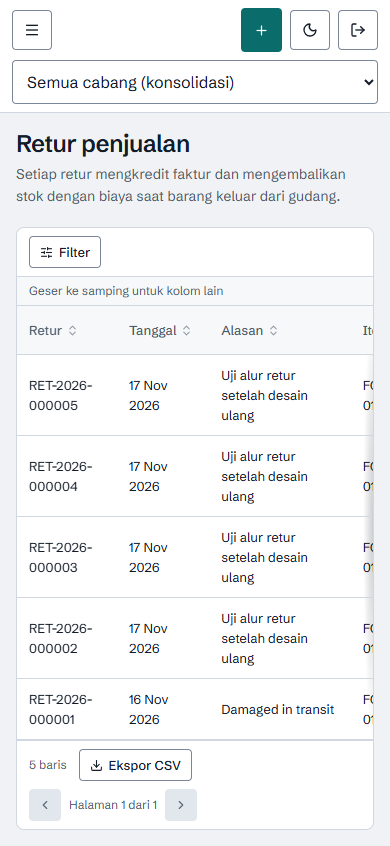 Semua cabang (konsolidasi)
Retur penjualan
Setiap retur mengkredit faktur dan mengembalikan
stok dengan biaya saat barang keluar dari gudang.
Filter
Geser ke samping untuk kolom lain
Retur Tanggal Alasan
RET-2026-000005 17 Nov 2026 Uji alur retur setelah desain ulang
RET-2026-000004 17 Nov 2026 Uji alur retur setelah desain ulang
RET-2026-000003 17 Nov 2026 Uji alur retur setelah desain ulang
RET-2026-000002 17 Nov 2026 Uji alur retur setelah desain ulang
RET-2026-000001 16 Nov 2026 Damaged in transit
5 baris Ekspor CSV
Halaman 1 dari 1